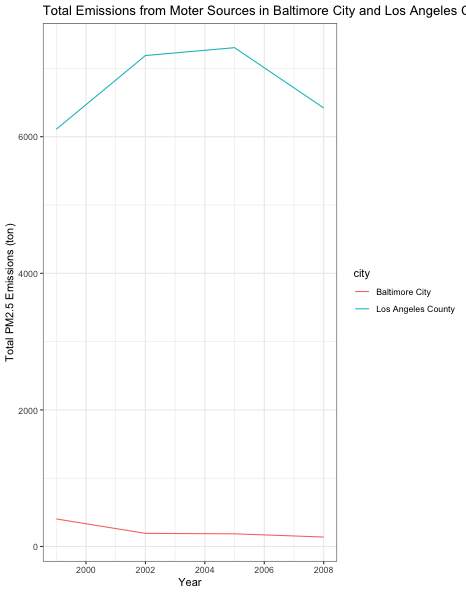 Total Emissions from Moter Sources in Baltimore City and Los Angeles C
6000
4000
2000
0
Total PM2.5 Emissions (ton)
2000 2002 2004 2006 2008
Year
city
Baltimore City
Los Angeles County